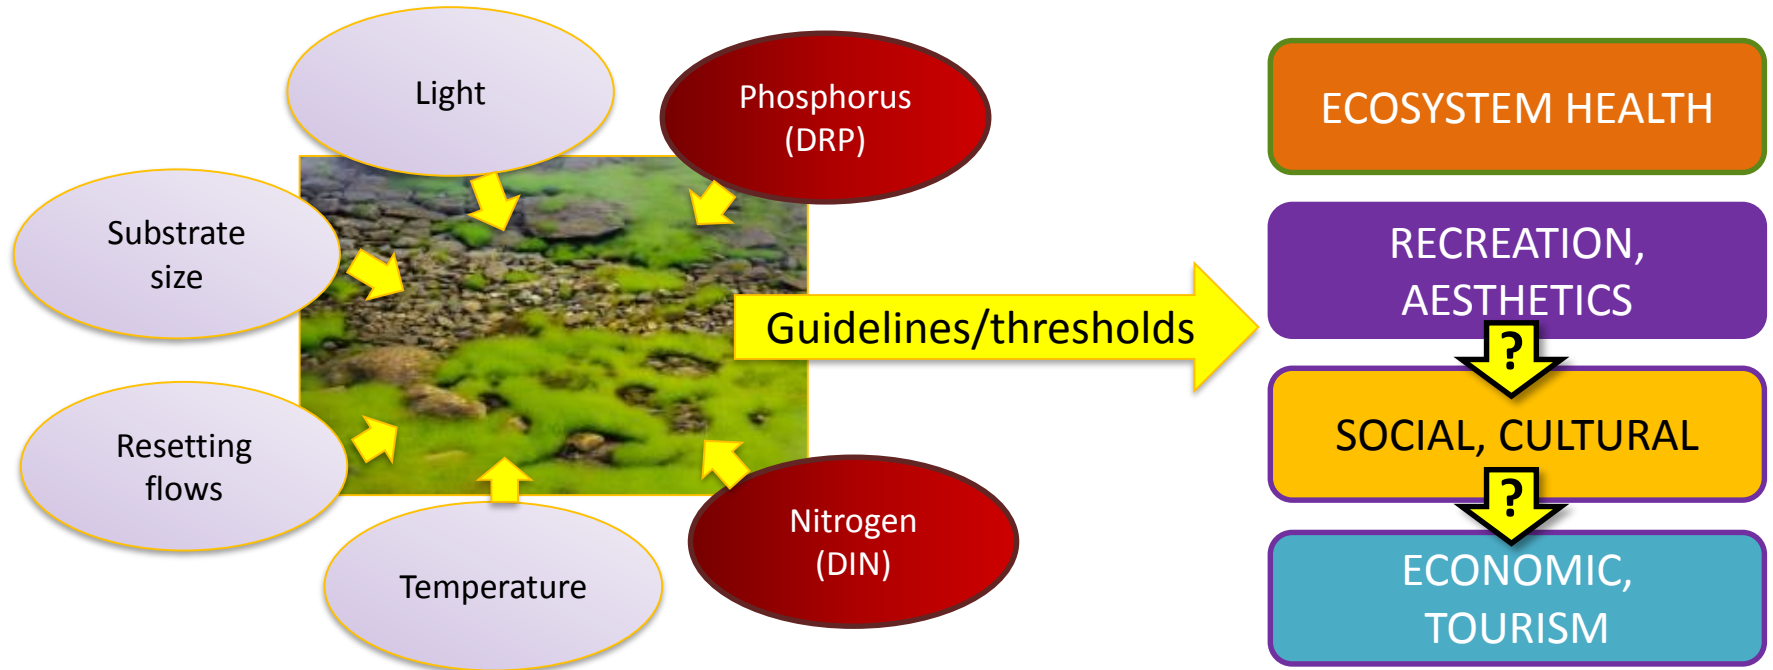 Light
Phosphorus
(DRP)
Substrate
size
Resetting
flows
Temperature
Nitrogen
(DIN)
Guidelines/thresholds
ECOSYSTEM HEALTH
RECREATION,
AESTHETICS
?
SOCIAL, CULTURAL
?
ECONOMIC,
TOURISM